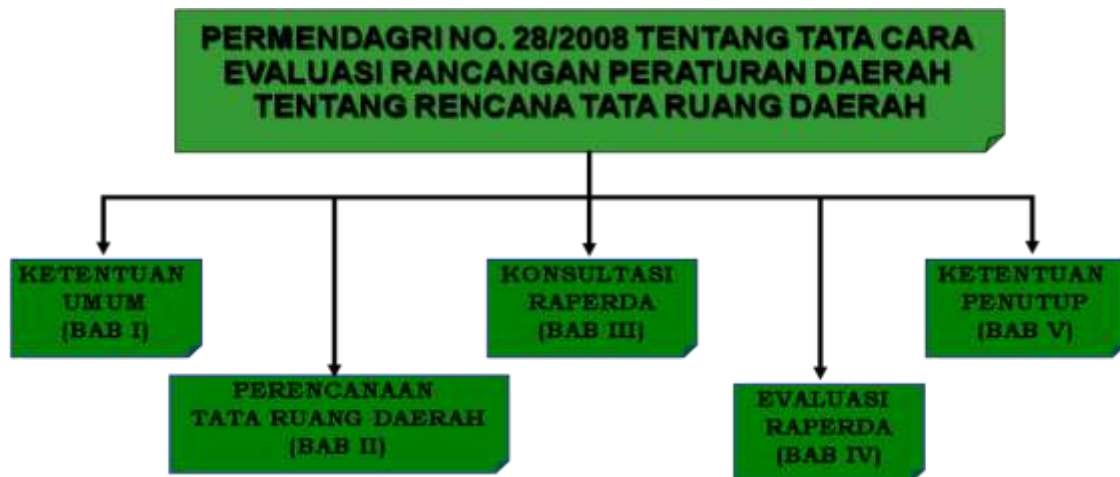 PERMENDAGRI NO. 28/2008 TENTANG TATA CARA
EVALUASI RANCANGAN PERATURAN DAERAH
TENTANG RENCANA TATA RUANG DAERAH
KETENTUAN
UMUM
(BAB I)
PERENCANAAN
TATA RUANG DAERAH
(BAB II)
KONSULTASI
RAPERDA
(BAB III)
EVALUASI
RAPERDA
(BAB IV)
KETENTUAN
PENUTUP
(BAB V)